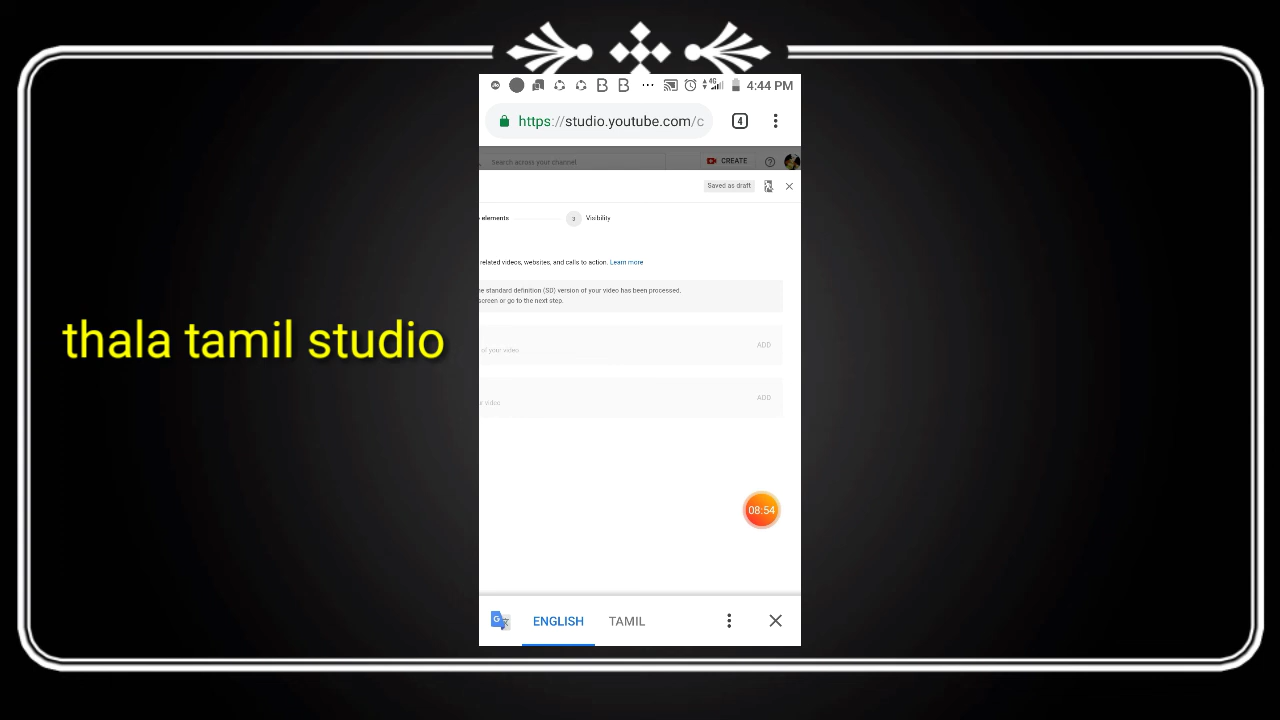 4G
4:44 PM
https://studio.youtube.com/c
4
Search across your channel
CREATE
Saved as draft
elements
3 Visibility
related videos, websites, and calls to action. Learn more
e standard definition (SD) version of your video has been processed.
screen or go to the next step.
ADD
of your video.
ADD
video.
thala tamil studio
08:54
ENGLISH TAMIL